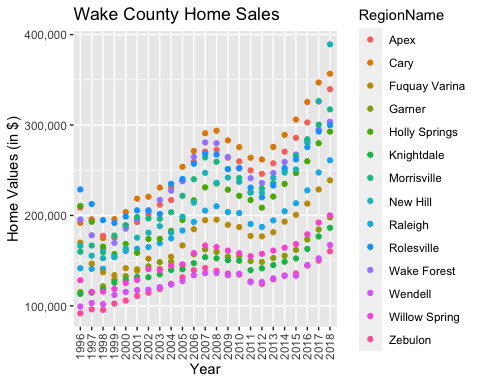 Wake County Home Sales
400,000
300,000
200,000
100,000
Home Values (in $)
1996 1997 1998 1999 2000 2001 2002 2003 2004 2005 2006 2007 2008 2009 2010 2011 2012 2013 2014 2015 2016 2017 2018
Year
RegionName
Apex
Cary
Fuquay Varina
Garner
Holly Springs
Knightdale
Morrisville
New Hill
Raleigh
Rolesville
Wake Forest
Wendell
Willow Spring
Zebulon